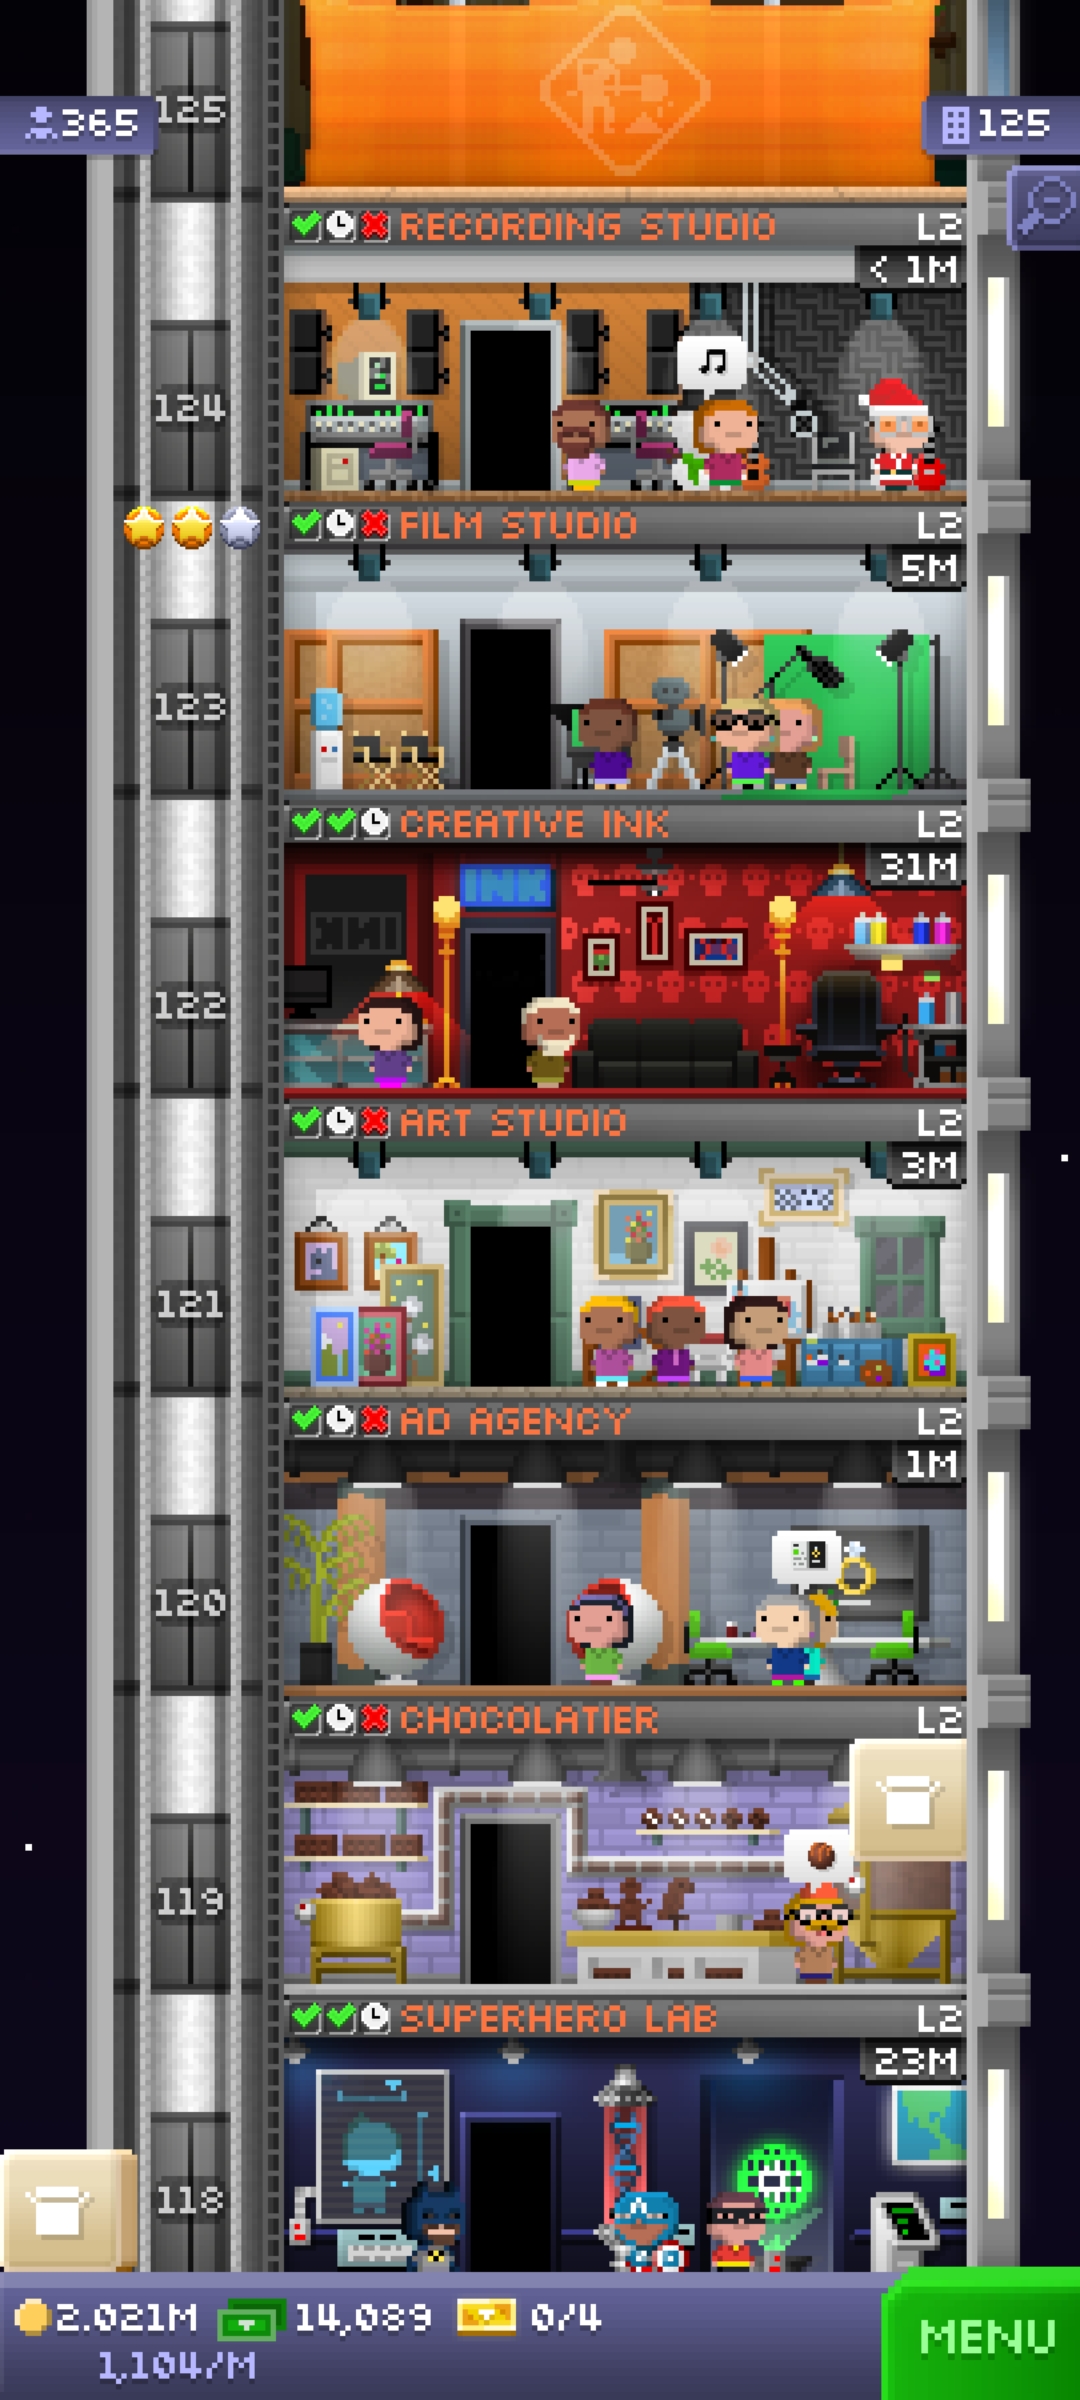 125
365
125
RECORDING STUDIO L2
< 1M
124
FILM STUDIO L2
5M
123
CREATIVE INK L2
31M
INK
122
ART STUDIO L2
3M
121
AD AGENCY L2
1M
120
CHOCOLATIER L2
119
SUPERHERO LAB L2
23M
118
2.021M 14,089 0/4
1,104/M
MENU